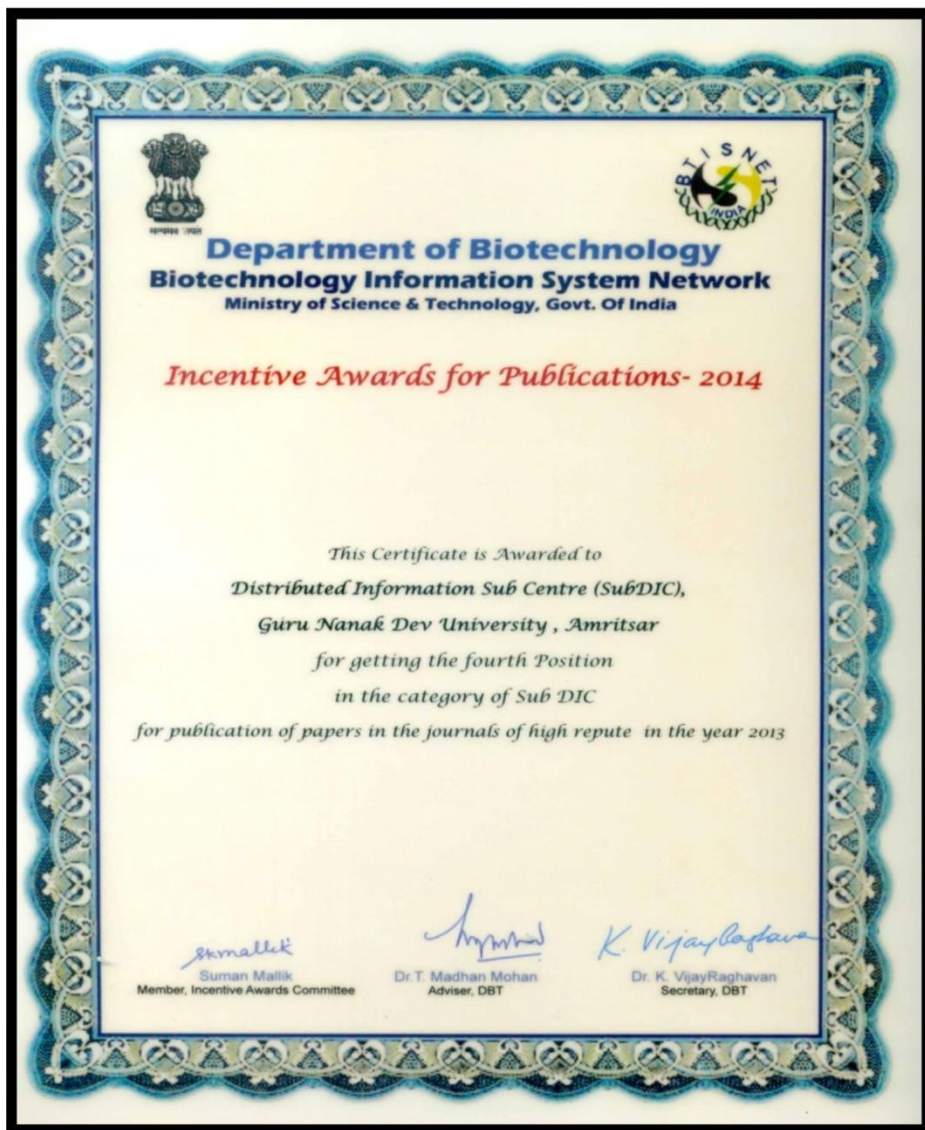 BTISNET
INDIA
Department of Biotechnology
Biotechnology Information System Network
Ministry of Science & Technology, Govt. Of India
Incentive Awards for Publications- 2014
This Certificate is Awarded to
Distributed Information Sub Centre (SubDIC),
Guru Nanak Dev University , Amritsar
for getting the fourth Position
in the category of Sub DIC
for publication of papers in the journals of high repute in the year 2013
skmallik
K. VijayRaghavan
Suman Mallik
Dr.T. Madhan Mohan
Dr. K. VijayRaghavan
Member, Incentive Awards Committee
Adviser, DBT
Secretary, DBT